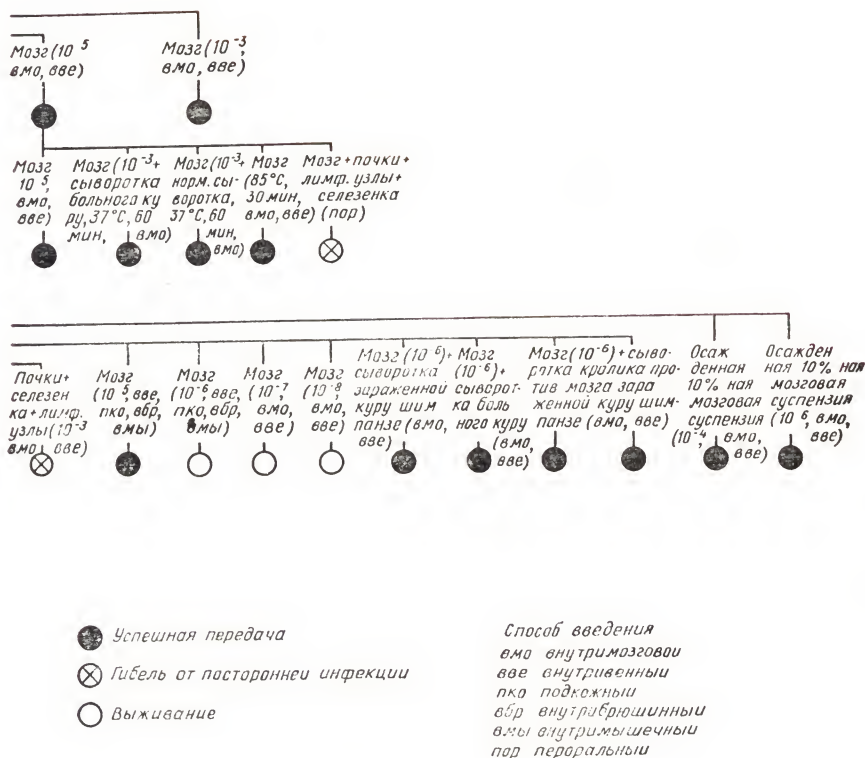 Мозг (10 5
вмо, вве)
Мозг (10⁻³,
вмо, вве)
Мозг
10 5,
вмо,
вве)
Мозг (10⁻³+
сыворотка
больного ку
ру, 37°С, 60
мин, вмо)
Мозг (10⁻³+
норм. сы-
воротка,
37°С, 60
мин,
вмо)
Мозг
(85°С,
30 мин,
вмо, вве)
Мозг+почки+
лимф. узлы+
селезенка
(пор)
Почки+
селезен
ка+лимф.
узлы (10⁻³
вмо, вве)
Мозг
(10⁻⁵, вве,
пко, вбр,
вмы)
Мозг
(10⁻⁶, вве,
пко, вбр,
вмы)
Мозг
(10⁻⁷,
вмо,
вве)
Мозг
(10⁻⁸,
вмо,
вве)
Мозг (10 6)+
сыворотка
зараженной
куру шим
панзе (вмо,
вве)
Мозг
(10⁻⁶)+
сыворот-
ка боль
ного куру
(вмо,
вве)
Мозг (10⁻⁶)+сыво-
ротка кролика про-
тив мозга зара
женной куру шим-
панзе (вмо, вве)
Осаж
денная
10% ная
мозговая
суспензия
(10⁻⁴, вмо,
вве)
Осажден
ная 10% ная
мозговая
суспензия
(10 6, вмо,
вве)
Успешная передача
Гибель от посторонней инфекции
Выживание
Способ введения
вмо внутримозговой
вве внутривенный
пко подкожный
вбр внутрибрюшинный
вмы внутримышечный
пор пероральный